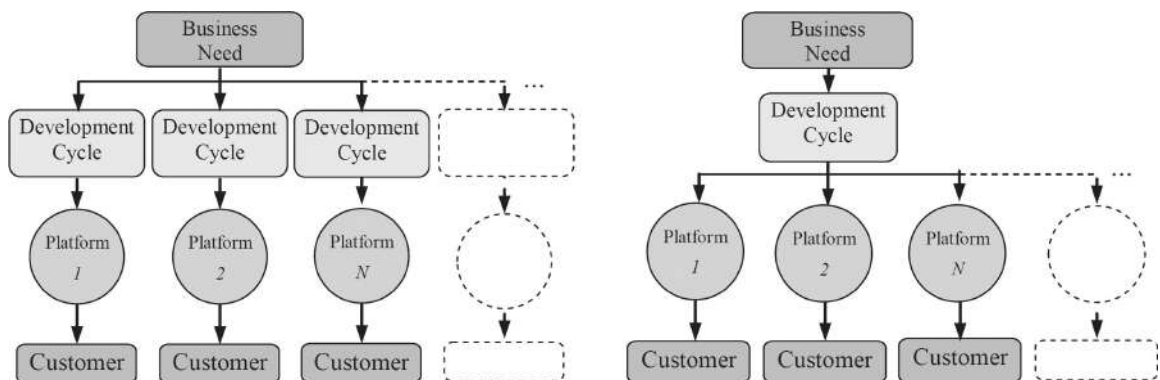 Business
Need
...
Development
Cycle
Development
Cycle
Development
Cycle
Platform
1
Platform
2
Platform
N
Customer
Customer
Customer
Business
Need
Development
Cycle
...
Platform
1
Platform
2
Platform
N
Customer
Customer
Customer